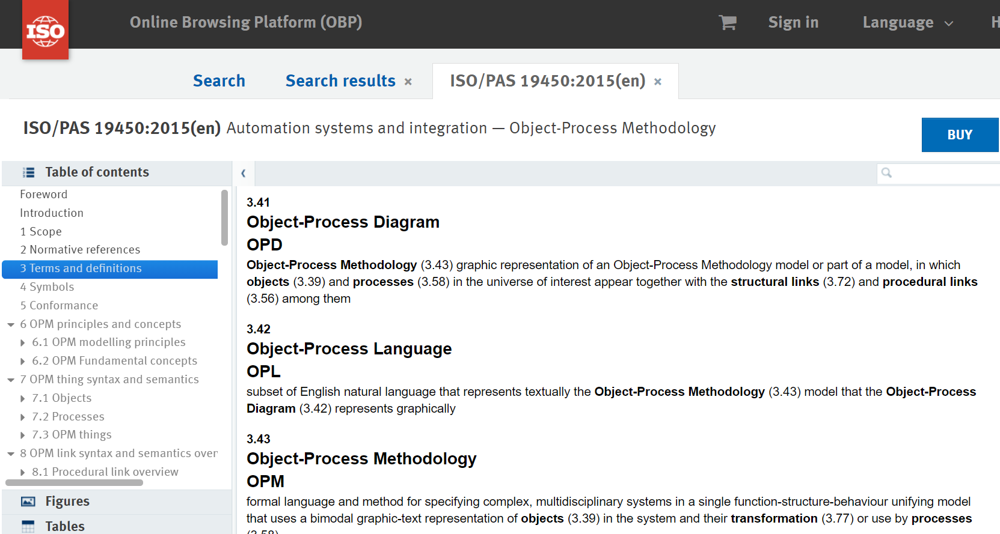 ISO
Online Browsing Platform (OBP)
Sign in
Language
Search
Search results ×
ISO/PAS 19450:2015(en) ×
ISO/PAS 19450:2015(en) Automation systems and integration — Object-Process Methodology
BUY
Table of contents
Foreword
Introduction
1 Scope
2 Normative references
3 Terms and definitions
4 Symbols
5 Conformance
6 OPM principles and concepts
6.1 OPM modelling principles
6.2 OPM Fundamental concepts
7 OPM thing syntax and semantics
7.1 Objects
7.2 Processes
7.3 OPM things
8 OPM link syntax and semantics over
8.1 Procedural link overview
Figures
Tables
3.41
Object-Process Diagram
OPD
Object-Process Methodology (3.43) graphic representation of an Object-Process Methodology model or part of a model, in which
objects (3.39) and processes (3.58) in the universe of interest appear together with the structural links (3.72) and procedural links
(3.56) among them
3.42
Object-Process Language
OPL
subset of English natural language that represents textually the Object-Process Methodology (3.43) model that the Object-Process
Diagram (3.42) represents graphically
3.43
Object-Process Methodology
OPM
formal language and method for specifying complex, multidisciplinary systems in a single function-structure-behaviour unifying model
that uses a bimodal graphic-text representation of objects (3.39) in the system and their transformation (3.77) or use by processes
(3.58)